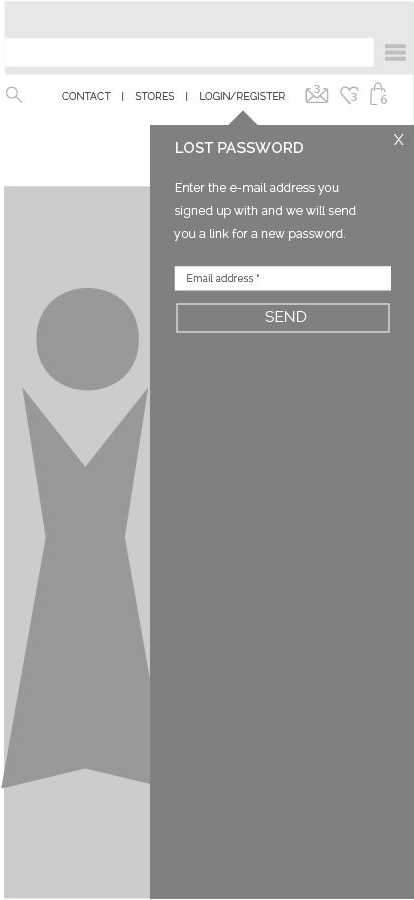 CONTACT | STORES | LOGIN/REGISTER 3 3 6
X
LOST PASSWORD
Enter the e-mail address you
signed up with and we will send
you a link for a new password.
Email address *
SEND